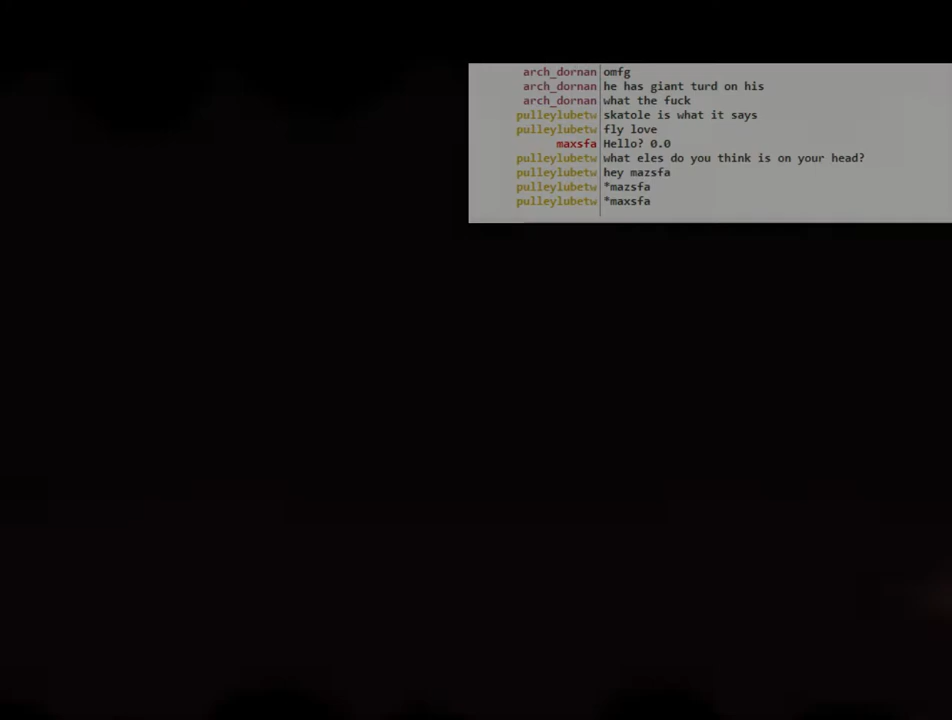 arch_dornan omfg
arch_dornan he has giant turd on his
arch_dornan what the fuck
pulleylubetw skatole is what it says
pulleylubetw fly love
maxsfa Hello? 0.0
pulleylubetw what eles do you think is on your head?
pulleylubetw hey mazsfa
pulleylubetw *mazsfa
pulleylubetw *maxsfa